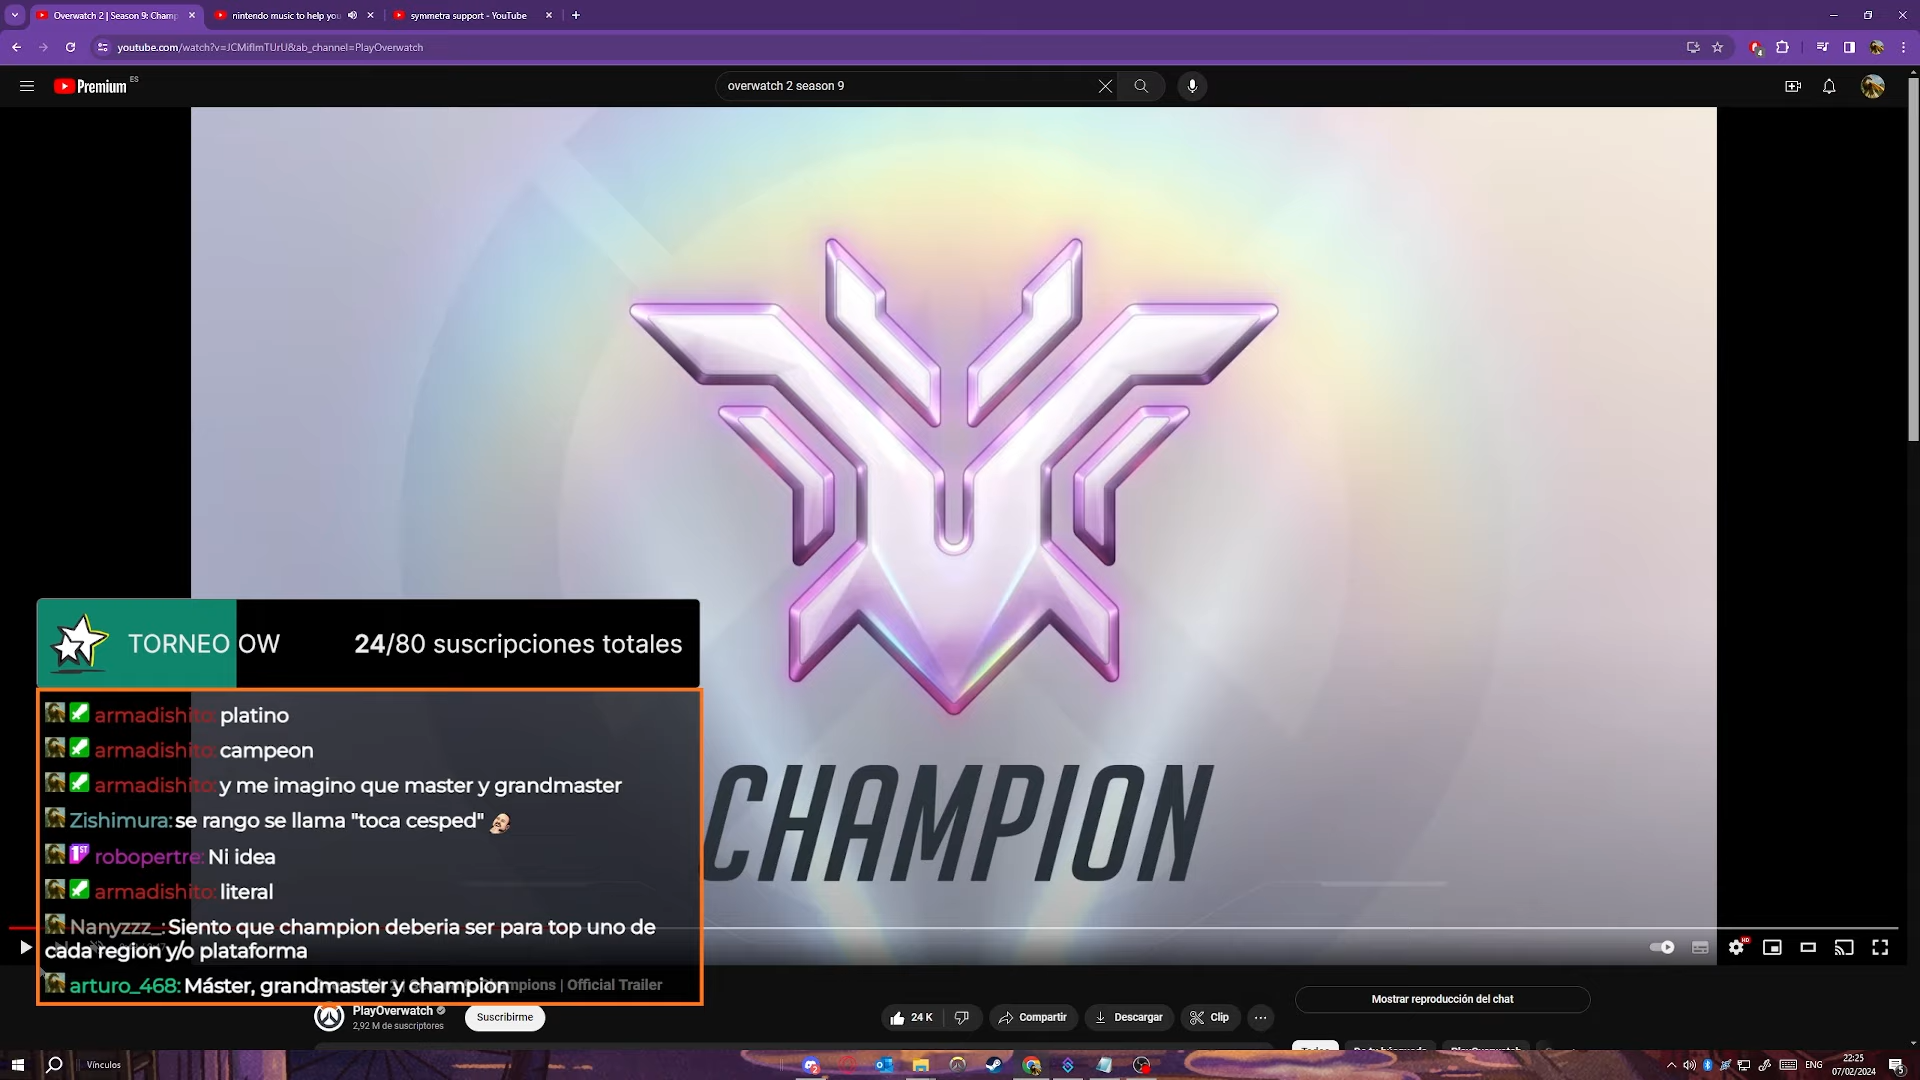 Overwatch 2 | Season 9: Champ
nintendo music to help you
symmetra support - YouTube
youtube.com/watch?v=JCMifImTUrU&ab_channel=PlayOverwatch
Premium
ES
overwatch 2 season 9
CHAMPION
TORNEO OW
24/80 suscripciones totales
armadishito: platino
armadishito: campeon
armadishito: y me imagino que master y grandmaster
Zishimura: se rango se llama "toca cesped"
1ST robopertre: Ni idea
armadishito: literal
Nanyzzz_: Siento que champion deberia ser para top uno de
cada region y/o plataforma
arturo_468: Máster, grandmaster y champion
| Official Trailer
PlayOverwatch
2,92 M de suscriptores
Suscribirme
24 K
Compartir
Descargar
Clip
Mostrar reproducción del chat
HD
Vínculos
ENG
22:25
07/02/2024